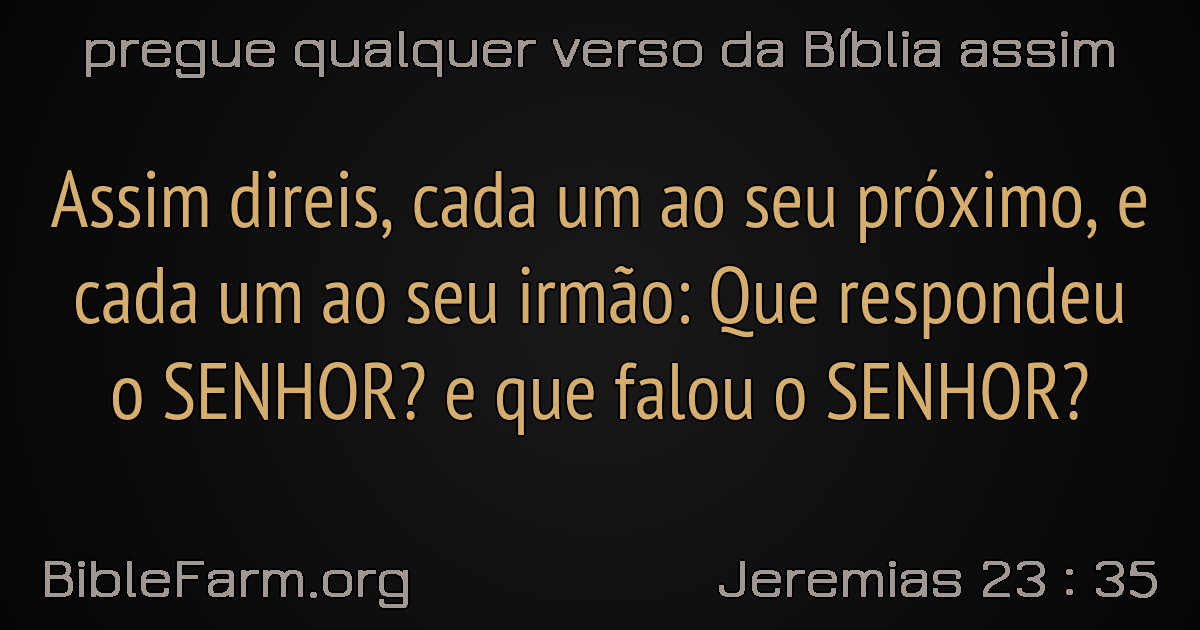 pregue qualquer verso da Bíblia assim
Assim direis, cada um ao seu próximo, e
cada um ao seu irmão: Que respondeu
o SENHOR? e que falou o SENHOR?
BibleFarm.org
Jeremias 23 : 35